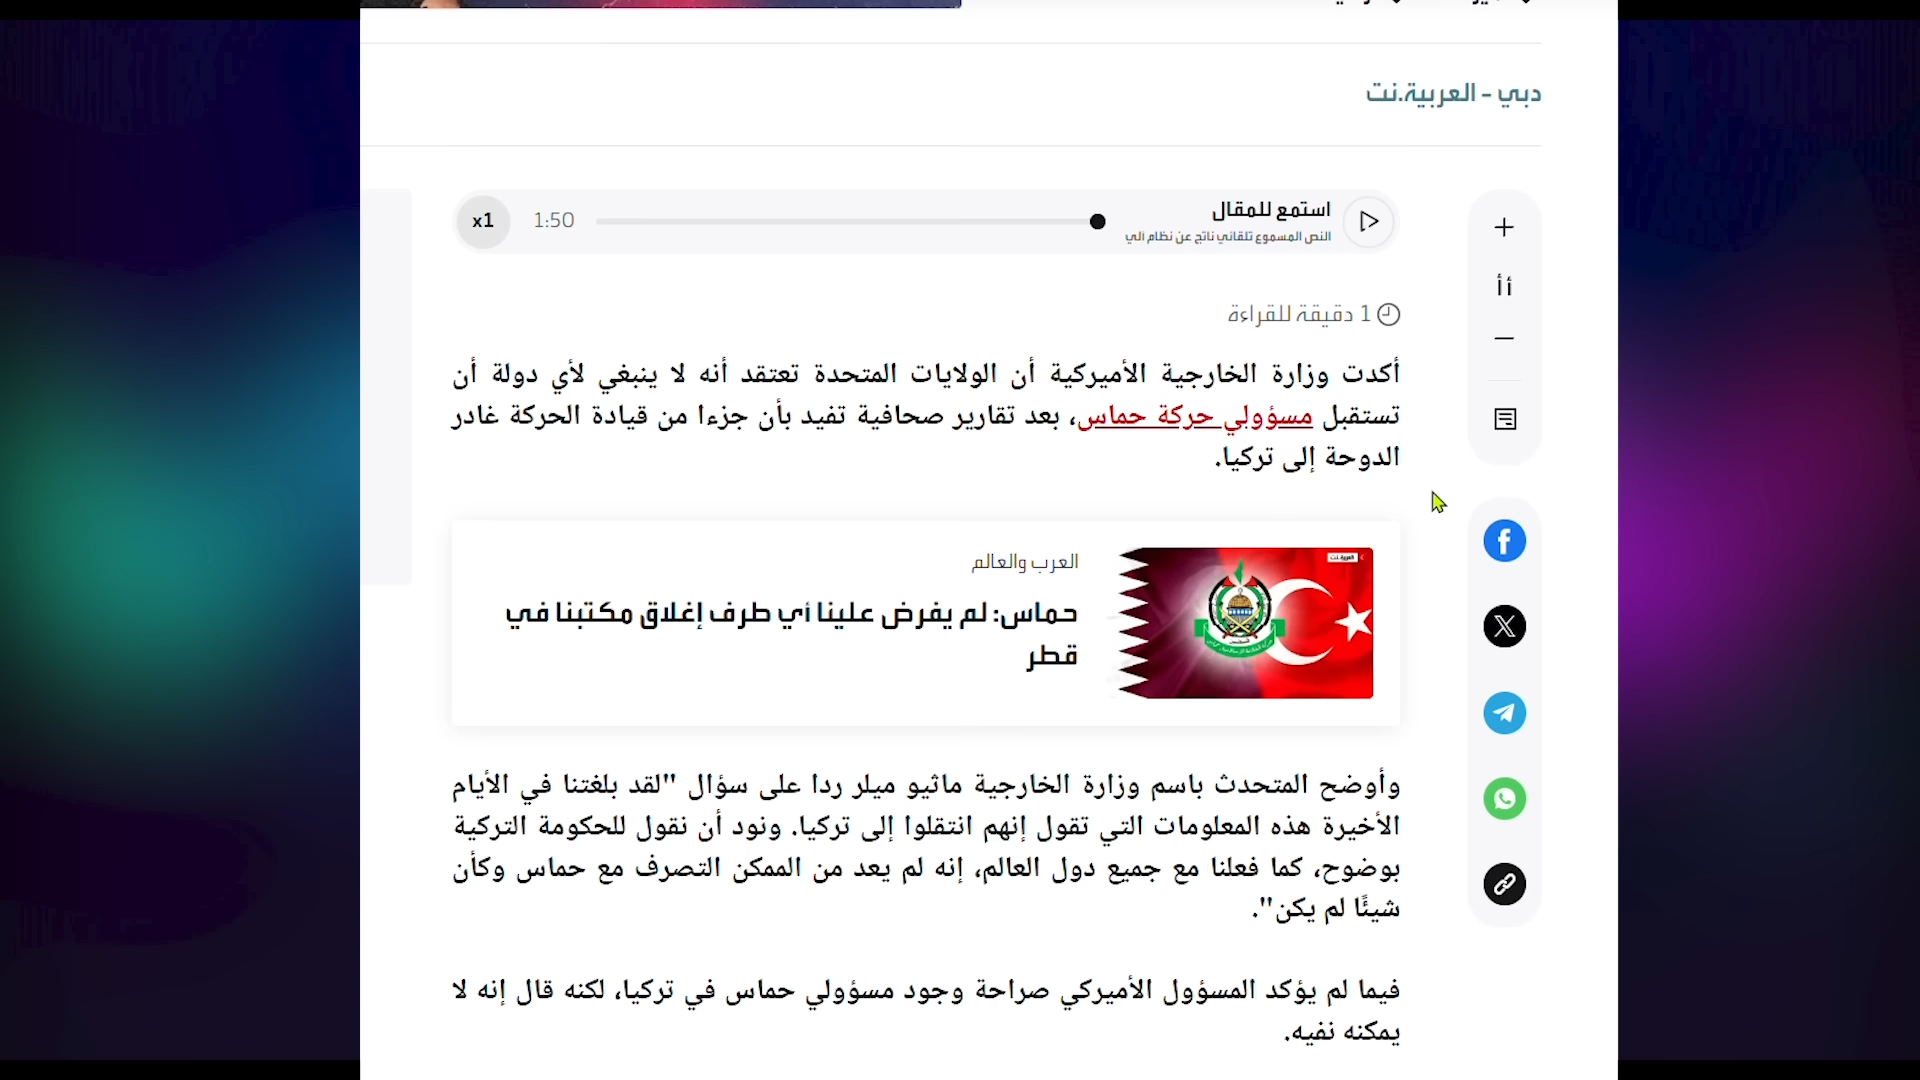 دبي - العربية.نت
استمع للمقال
النص المسموع تلقائي ناتج عن نظام آلي
1:50
x1
أأ
1 دقيقة للقراءة
أكدت وزارة الخارجية الأميركية أن الولايات المتحدة تعتقد أنه لا ينبغي لأي دولة أن
تستقبل مسؤولي حركة حماس، بعد تقارير صحافية تفيد بأن جزءا من قيادة الحركة غادر
الدوحة إلى تركيا.
العرب والعالم
حماس: لم يفرض علينا أي طرف إغلاق مكتبنا في
قطر
وأوضح المتحدث باسم وزارة الخارجية ماثيو ميلر ردا على سؤال "لقد بلغتنا في الأيام
الأخيرة هذه المعلومات التي تقول إنهم انتقلوا إلى تركيا. ونود أن نقول للحكومة التركية
بوضوح، كما فعلنا مع جميع دول العالم، إنه لم يعد من الممكن التصرف مع حماس وكأن
شيئًا لم يكن".
فيما لم يؤكد المسؤول الأميركي صراحة وجود مسؤولي حماس في تركيا، لكنه قال إنه لا
يمكنه نفيه.